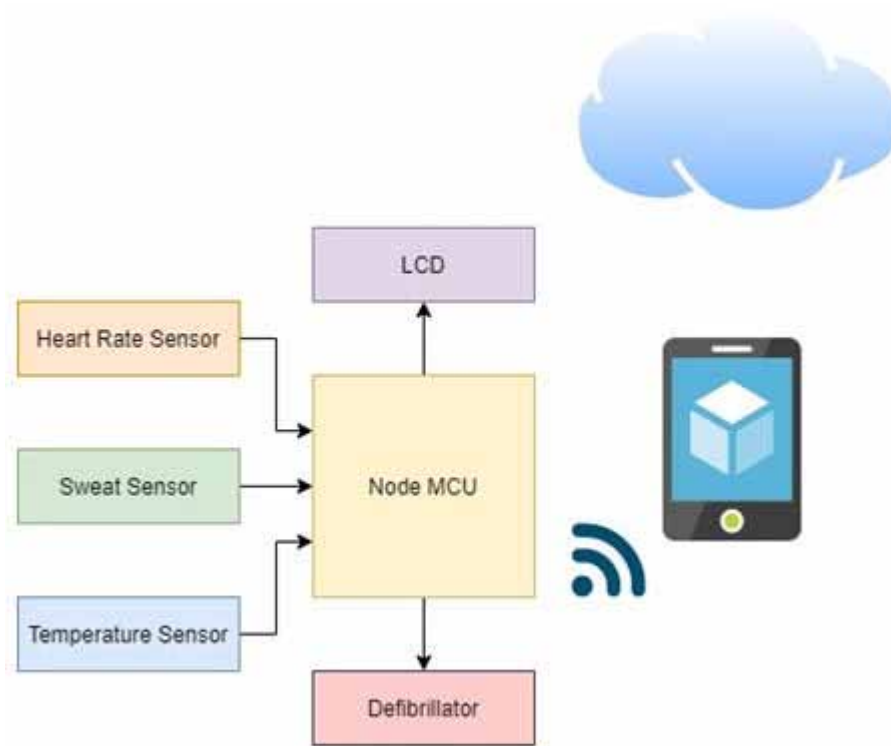 LCD
Heart Rate Sensor
Sweat Sensor
Node MCU
Temperature Sensor
Defibrillator